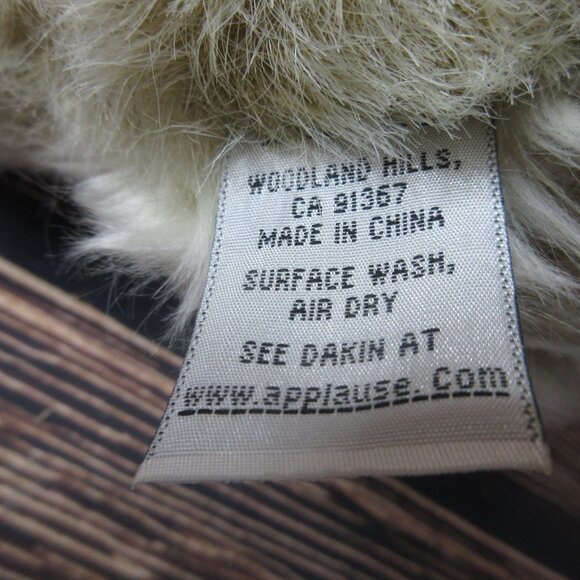 WOODLAND HILLS,
CA 91367
MADE IN CHINA
SURFACE WASH,
AIR DRY
SEE DAKIN AT
www.applause.com